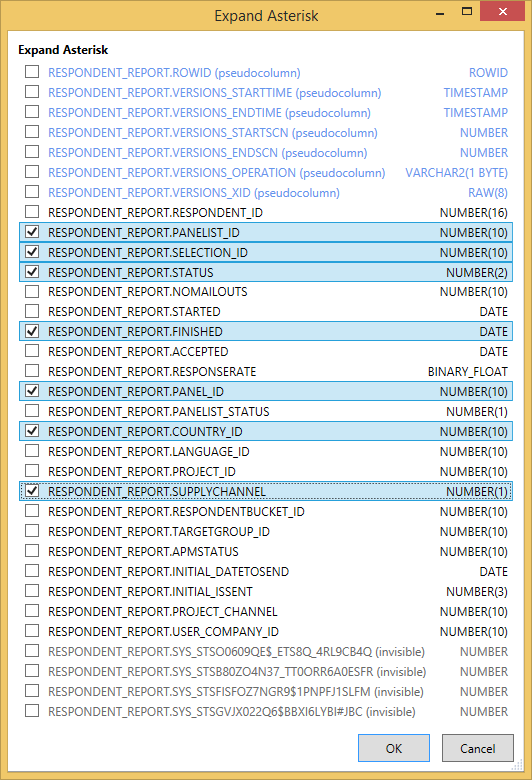 Expand Asterisk
Expand Asterisk
RESPONDENT_REPORT.ROWID (pseudocolumn) ROWID
RESPONDENT_REPORT.VERSIONS_STARTTIME (pseudocolumn) TIMESTAMP
RESPONDENT_REPORT.VERSIONS_ENDTIME (pseudocolumn) TIMESTAMP
RESPONDENT_REPORT.VERSIONS_STARTSCN (pseudocolumn) NUMBER
RESPONDENT_REPORT.VERSIONS_ENDSCN (pseudocolumn) NUMBER
RESPONDENT_REPORT.VERSIONS_OPERATION (pseudocolumn) VARCHAR2(1 BYTE)
RESPONDENT_REPORT.VERSIONS_XID (pseudocolumn) RAW(8)
RESPONDENT_REPORT.RESPONDENT_ID NUMBER(16)
RESPONDENT_REPORT.PANELIST_ID NUMBER(10)
RESPONDENT_REPORT.SELECTION_ID NUMBER(10)
RESPONDENT_REPORT.STATUS NUMBER(2)
RESPONDENT_REPORT.NOMAILOUTS NUMBER(10)
RESPONDENT_REPORT.STARTED DATE
RESPONDENT_REPORT.FINISHED DATE
RESPONDENT_REPORT.ACCEPTED DATE
RESPONDENT_REPORT.RESPONSERATE BINARY_FLOAT
RESPONDENT_REPORT.PANEL_ID NUMBER(10)
RESPONDENT_REPORT.PANELIST_STATUS NUMBER(1)
RESPONDENT_REPORT.COUNTRY_ID NUMBER(10)
RESPONDENT_REPORT.LANGUAGE_ID NUMBER(10)
RESPONDENT_REPORT.PROJECT_ID NUMBER(10)
RESPONDENT_REPORT.SUPPLYCHANNEL NUMBER(1)
RESPONDENT_REPORT.RESPONDENTBUCKET_ID NUMBER(10)
RESPONDENT_REPORT.TARGETGROUP_ID NUMBER(10)
RESPONDENT_REPORT.APMSTATUS NUMBER(10)
RESPONDENT_REPORT.INITIAL_DATETOSEND DATE
RESPONDENT_REPORT.INITIAL_ISSENT NUMBER(3)
RESPONDENT_REPORT.PROJECT_CHANNEL NUMBER(10)
RESPONDENT_REPORT.USER_COMPANY_ID NUMBER(10)
RESPONDENT_REPORT.SYS_STSO0609QE$_ETS8Q_4RL9CB4Q (invisible) NUMBER
RESPONDENT_REPORT.SYS_STSB80ZO4N37_TT0ORR6A0ESFR (invisible) NUMBER
RESPONDENT_REPORT.SYS_STSFISFOZ7NGR9$1PNPFJ1SLFM (invisible) NUMBER
RESPONDENT_REPORT.SYS_STSGVJX022Q6$BBXI6LYBI#JBC (invisible) NUMBER
OK Cancel